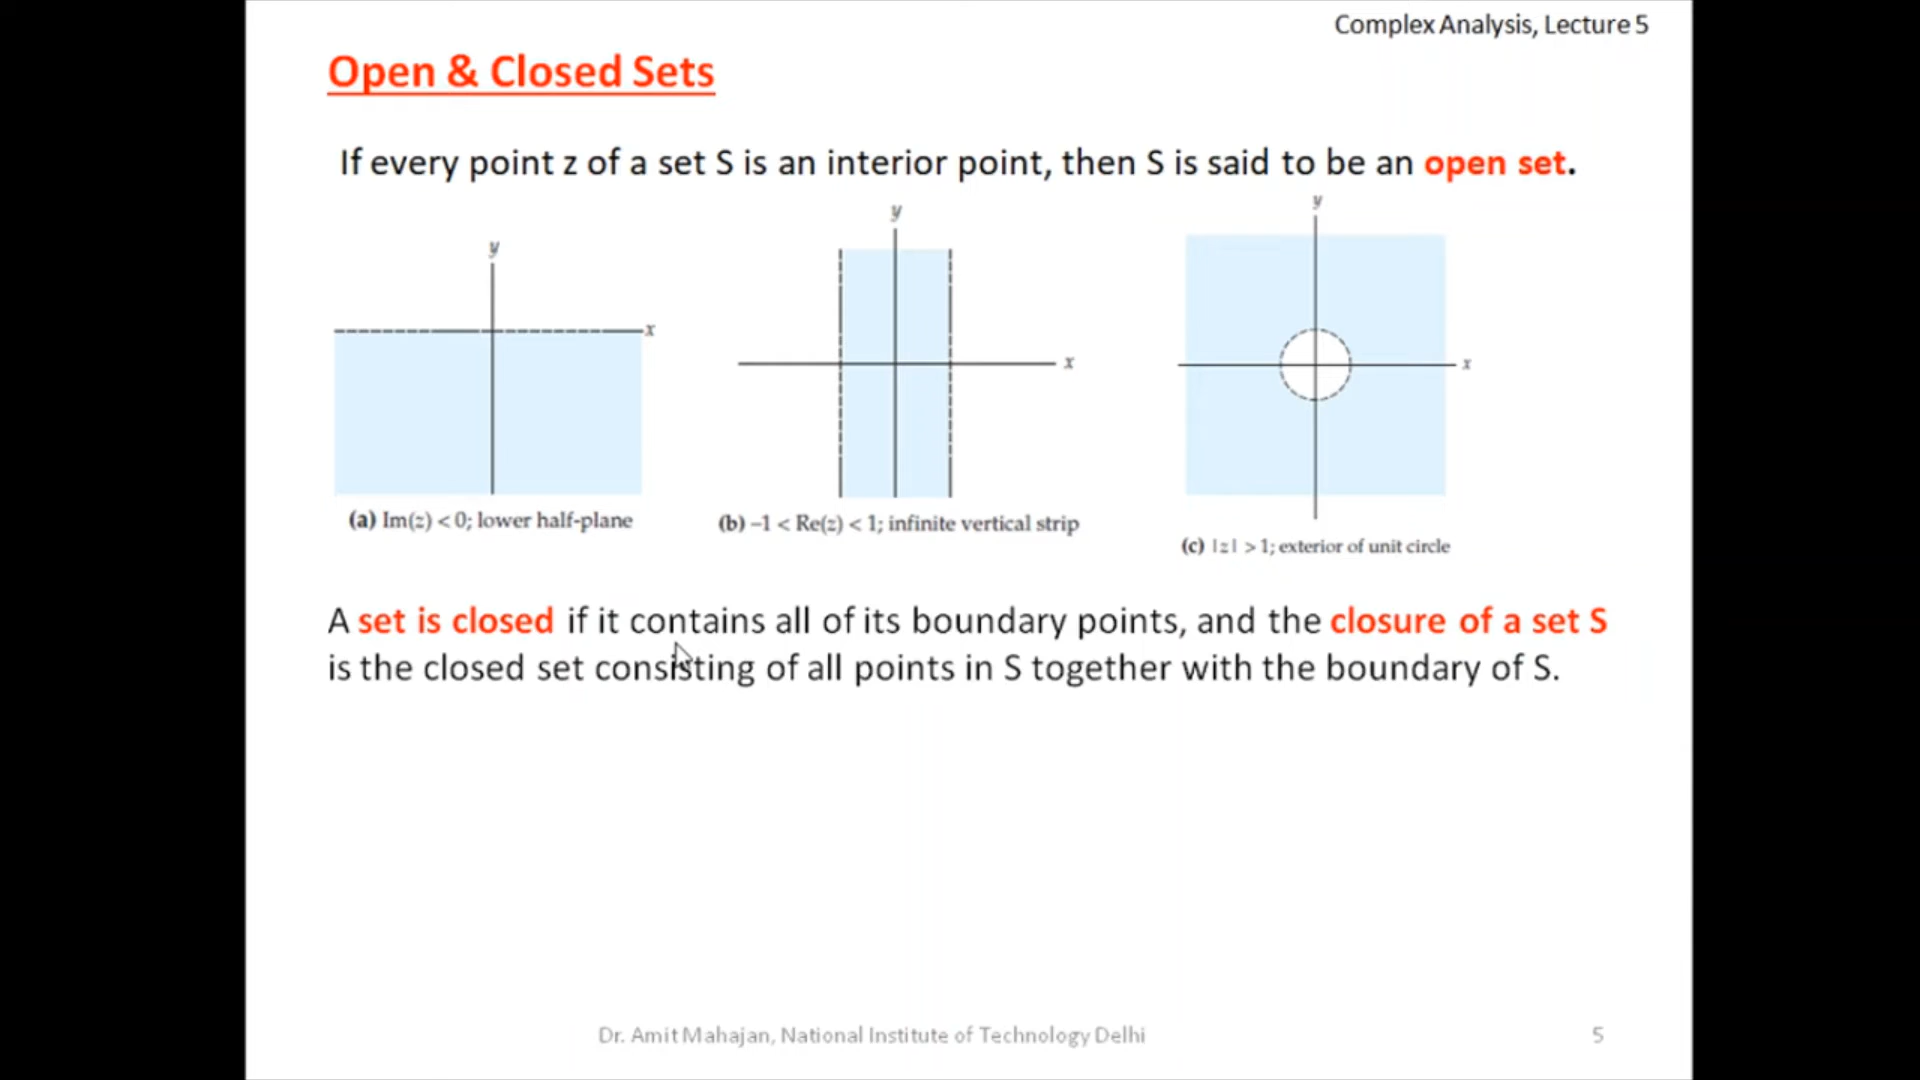 Complex Analysis, Lecture 5
Open & Closed Sets
If every point z of a set S is an interior point, then S is said to be an open set.
y
x
(a) Im(z) < 0; lower half-plane
y
x
(b) –1 < Re(z) < 1; infinite vertical strip
y
x
(c) |z| > 1; exterior of unit circle
A set is closed if it contains all of its boundary points, and the closure of a set S
is the closed set consisting of all points in S together with the boundary of S.
Dr. Amit Mahajan, National Institute of Technology Delhi
5